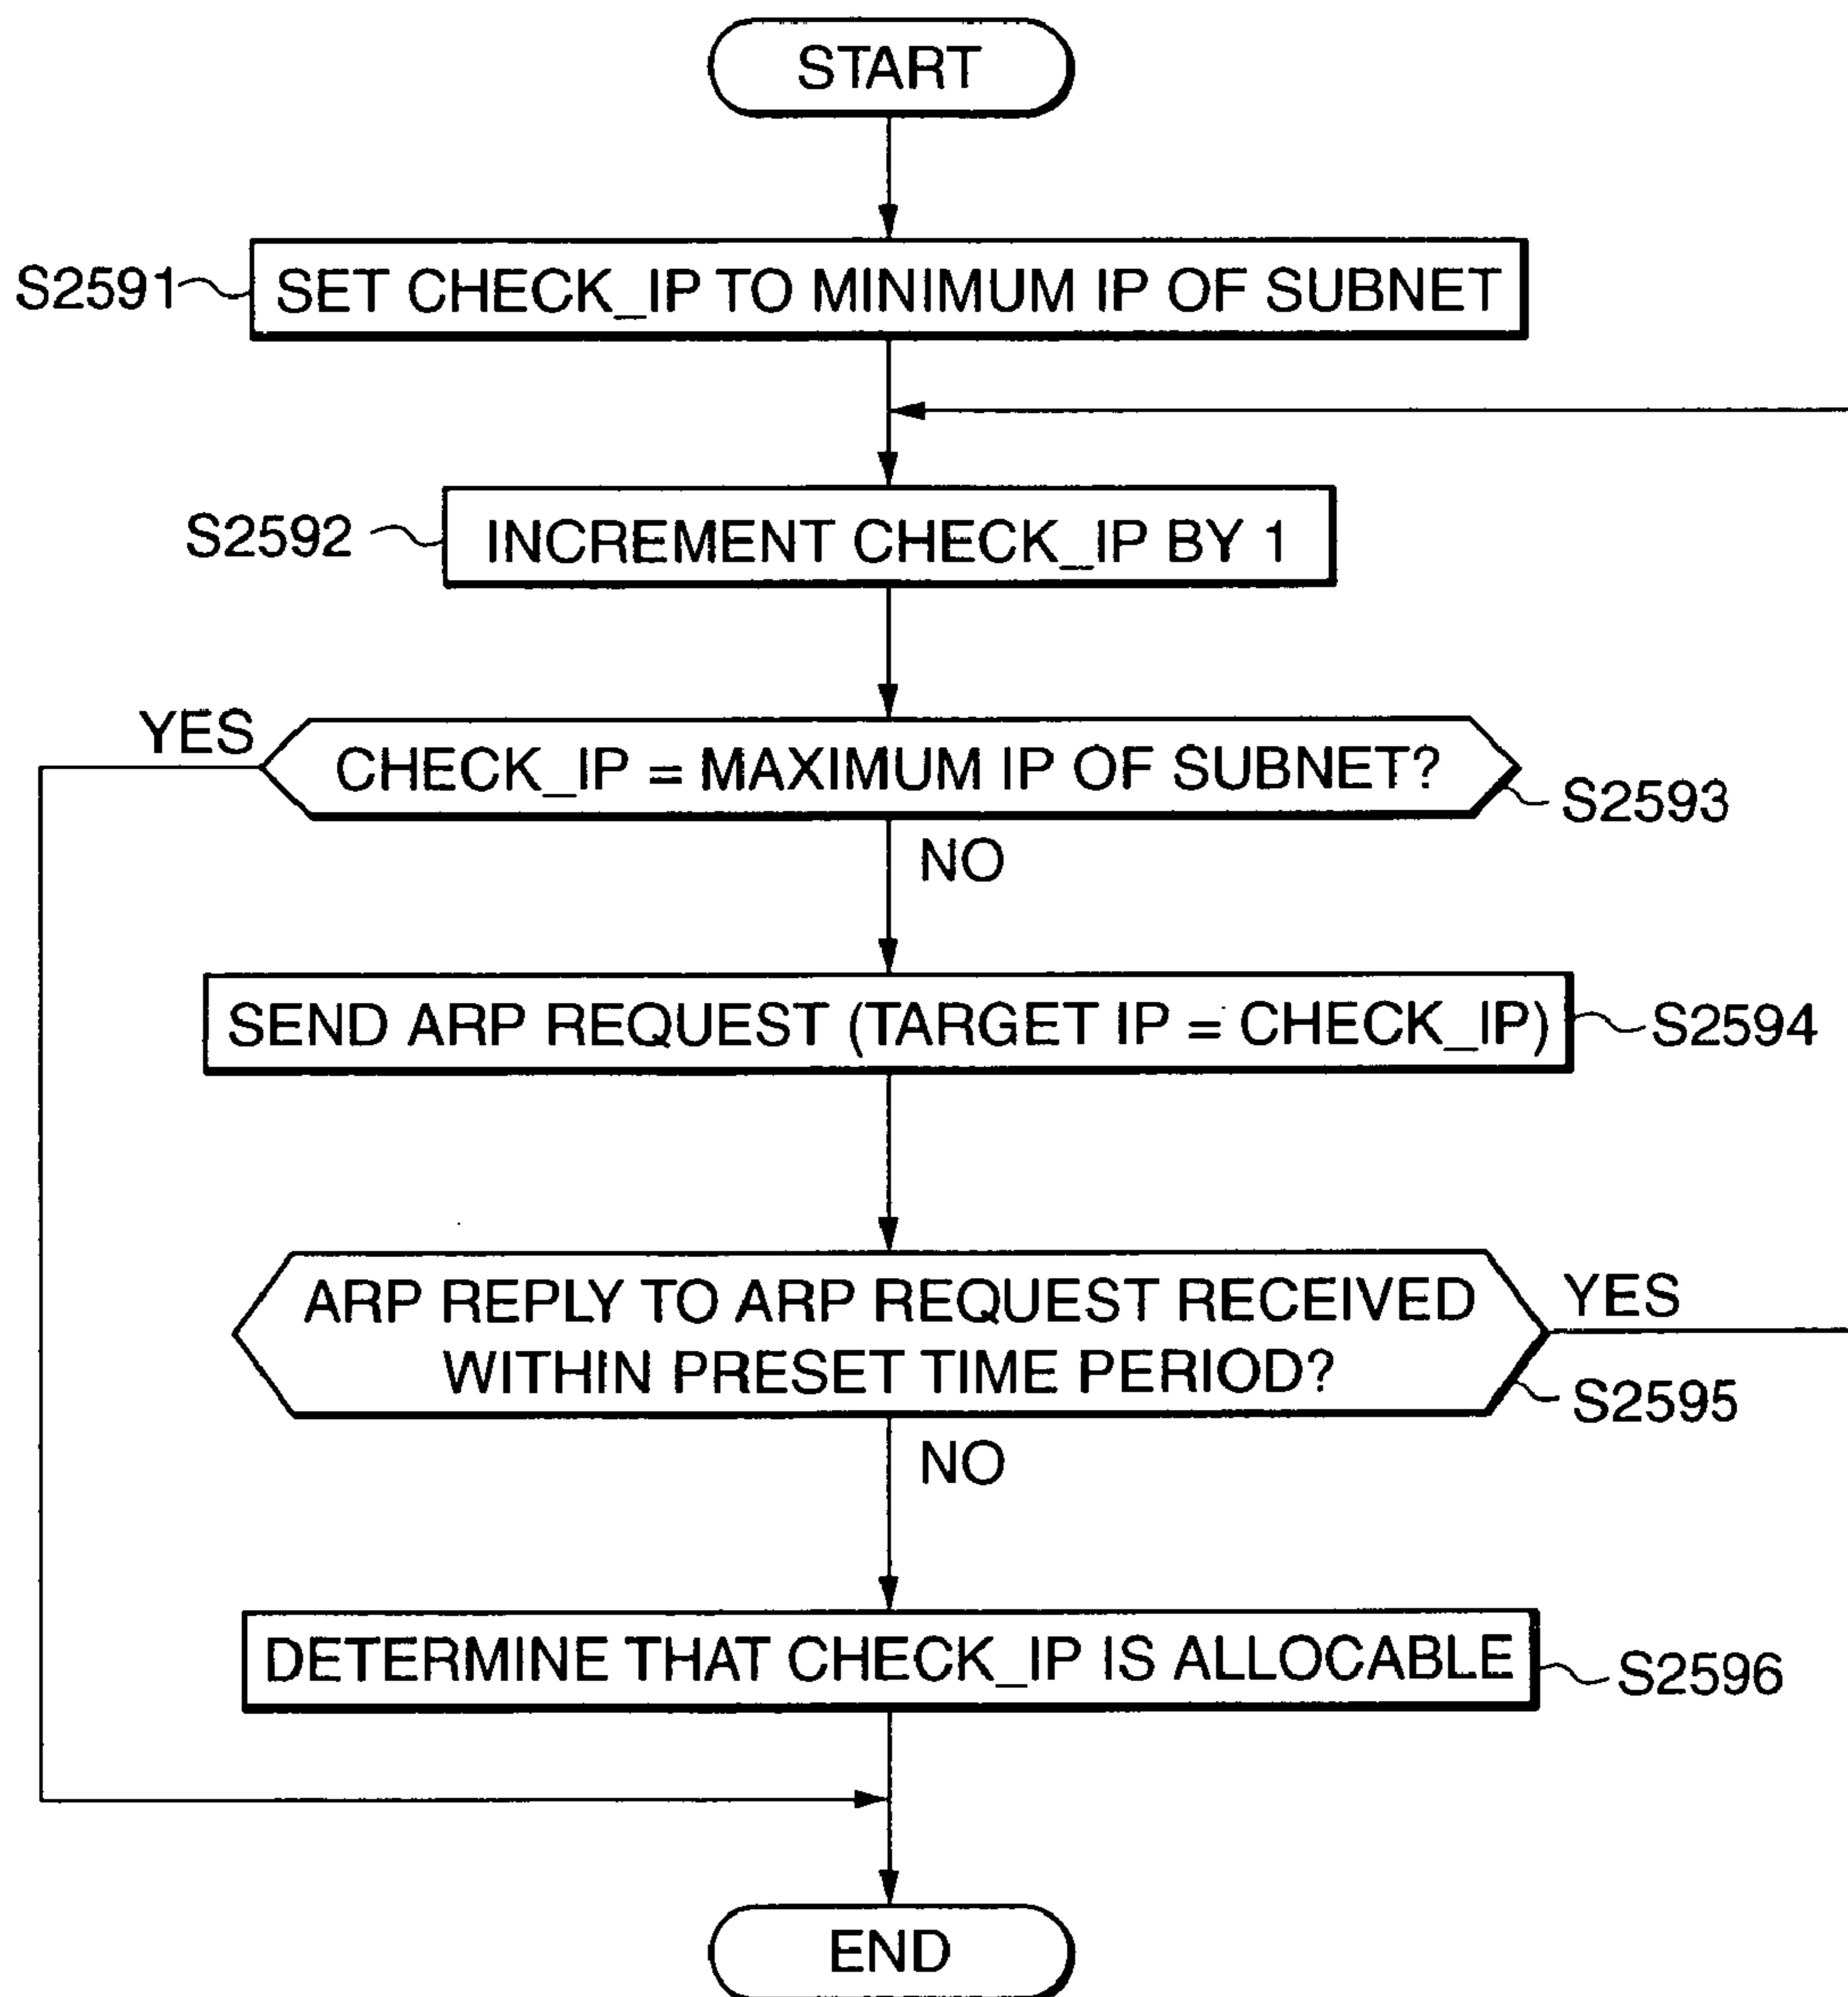 START
S2591
SET CHECK_IP TO MINIMUM IP OF SUBNET
S2592
INCREMENT CHECK_IP BY 1
YES
CHECK_IP = MAXIMUM IP OF SUBNET?
S2593
NO
SEND ARP REQUEST (TARGET IP = CHECK_IP)
S2594
ARP REPLY TO ARP REQUEST RECEIVED
WITHIN PRESET TIME PERIOD?
YES
S2595
NO
DETERMINE THAT CHECK_IP IS ALLOCABLE
S2596
END